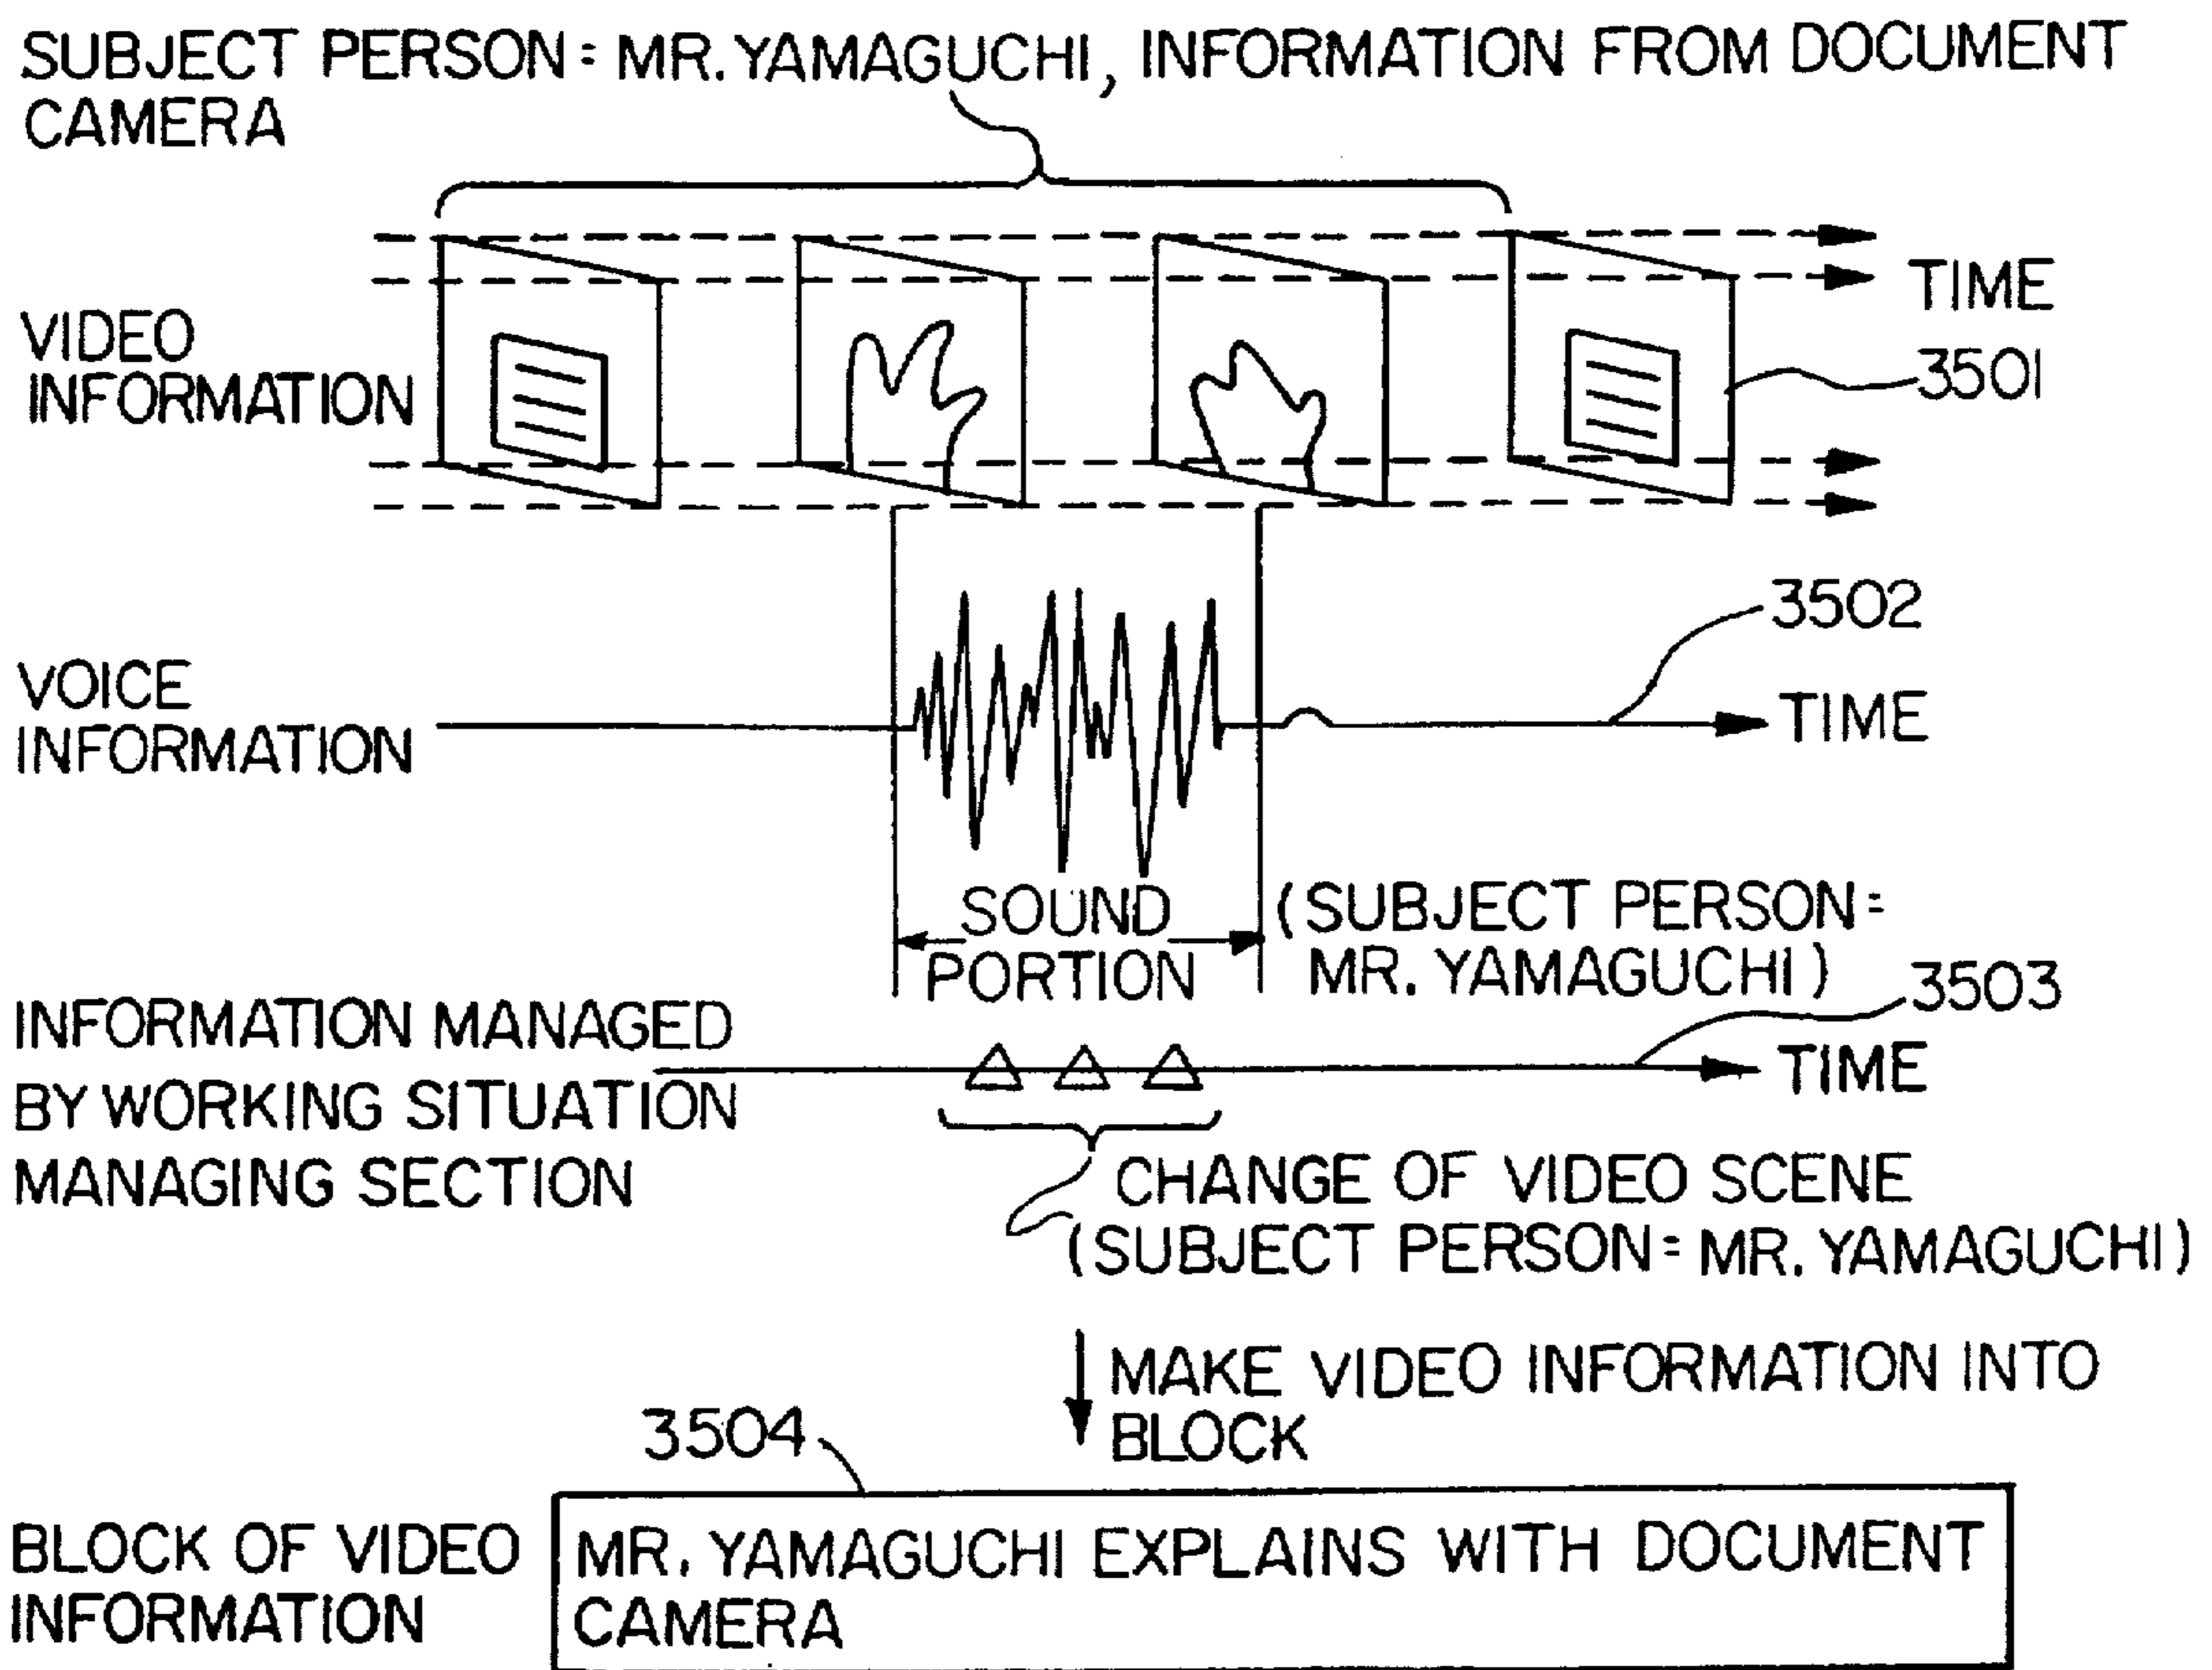 SUBJECT PERSON = MR. YAMAGUCHI, INFORMATION FROM DOCUMENT
CAMERA
TIME
VIDEO
INFORMATION
3501
3502
VOICE
INFORMATION
TIME
SOUND
PORTION
(SUBJECT PERSON =
MR. YAMAGUCHI)
3503
INFORMATION MANAGED
BY WORKING SITUATION
MANAGING SECTION
TIME
CHANGE OF VIDEO SCENE
(SUBJECT PERSON = MR. YAMAGUCHI)
MAKE VIDEO INFORMATION INTO
BLOCK
3504
BLOCK OF VIDEO
INFORMATION
MR. YAMAGUCHI EXPLAINS WITH DOCUMENT
CAMERA